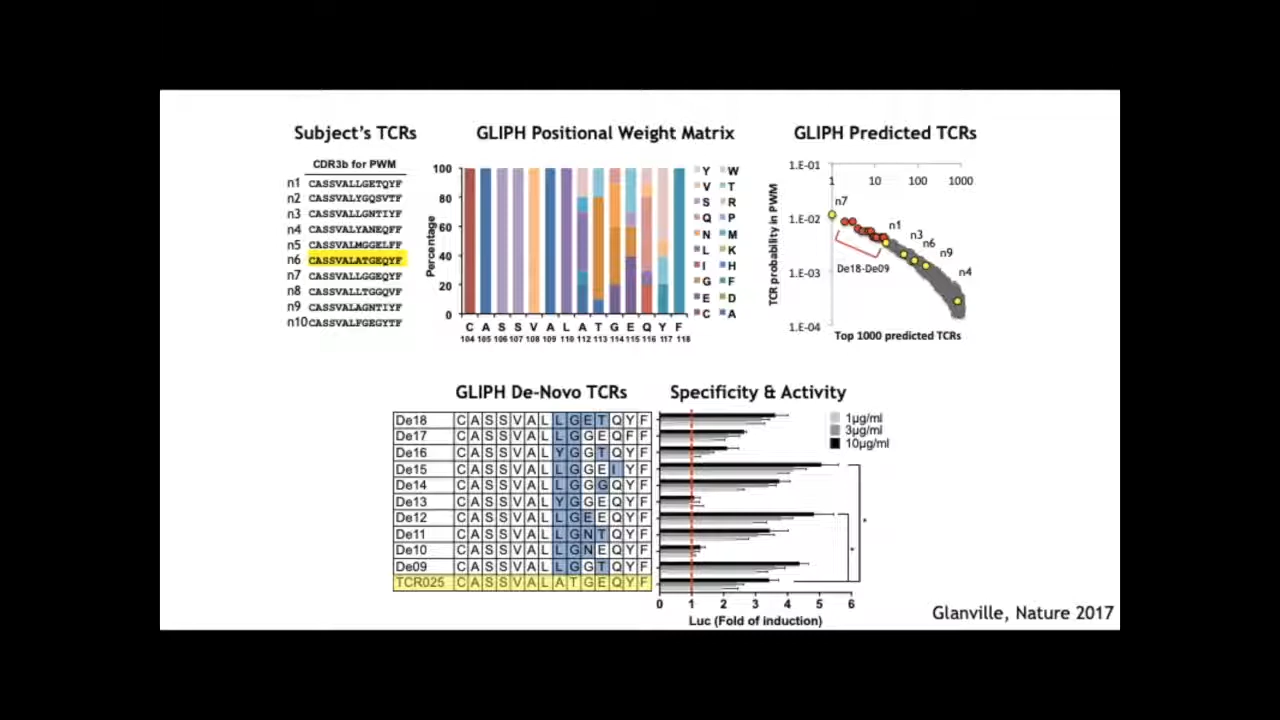 Subject's TCRs
CDR3b for PWM
n1 CASSVALLGETQYF
n2 CASSVALYGQSVTF
n3 CASSVALLGNTIYF
n4 CASSVALYANEQFF
n5 CASSVALMGGELFF
n6 CASSVALATGEQYF
n7 CASSVALLGGEQYF
n8 CASSVALLTGGQVF
n9 CASSVALAGNTIYF
n10 CASSVALFGEGYTF
GLIPH Positional Weight Matrix
Percentage
100
80
60
40
20
0
C A S S V A L A T G E Q Y F
104 105 106 107 108 109 110 112 113 114 115 116 117 118
Y W
V T
S R
Q P
N M
L K
I H
G F
E D
C A
GLIPH Predicted TCRs
TCR probability in PWM
1.E-01
1.E-02
1.E-03
1.E-04
1 10 100 1000
n7
n1
n3
n6
n9
n4
De18-De09
Top 1000 predicted TCRs
GLIPH De-Novo TCRs
De18 C A S S V A L L G E T Q Y F
De17 C A S S V A L L G G E Q F F
De16 C A S S V A L Y G G T Q Y F
De15 C A S S V A L L G G E I Y F
De14 C A S S V A L L G G G Q Y F
De13 C A S S V A L Y G G E Q Y F
De12 C A S S V A L L G E E Q Y F
De11 C A S S V A L L G N T Q Y F
De10 C A S S V A L L G N E Q Y F
De09 C A S S V A L L G G T Q Y F
TCR025 C A S S V A L A T G E Q Y F
Specificity & Activity
1µg/ml
3µg/ml
10µg/ml
*
*
0 1 2 3 4 5 6
Luc (Fold of induction)
Glanville, Nature 2017